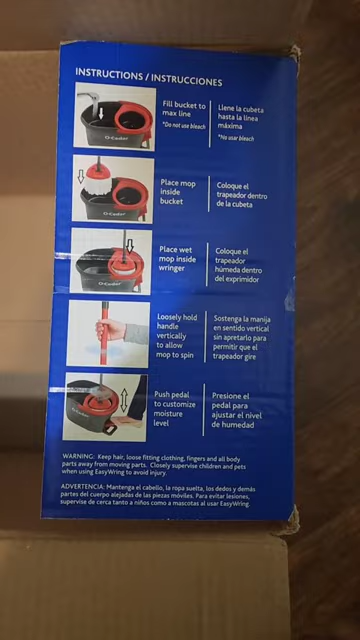 INSTRUCTIONS / INSTRUCCIONES
Fill bucket to
max line
*Do not use bleach
Llene la cubeta
hasta la línea
máxima
*No usar bleach
O-Cedar
Place mop
inside
bucket
Coloque el
trapeador dentro
de la cubeta
O-Cedar
Place wet
mop inside
wringer
Coloque el
trapeador
húmeda dentro
del exprimidor
O-Cedar
Loosely hold
handle
vertically
to allow
mop to spin
Sostenga la manija
en sentido vertical
sin apretarlo para
permitir que el
trapeador gire
Push pedal
to customize
moisture
level
Presione el
pedal para
ajustar el nivel
de humedad
O-Cedar
WARNING: Keep hair, loose fitting clothing, fingers and all body
parts away from moving parts. Closely supervise children and pets
when using EasyWring to avoid injury.
ADVERTENCIA: Mantenga el cabello, la ropa suelta, los dedos y demás
partes del cuerpo alejadas de las piezas móviles. Para evitar lesiones,
supervise de cerca tanto a niños como a mascotas al usar EasyWring.